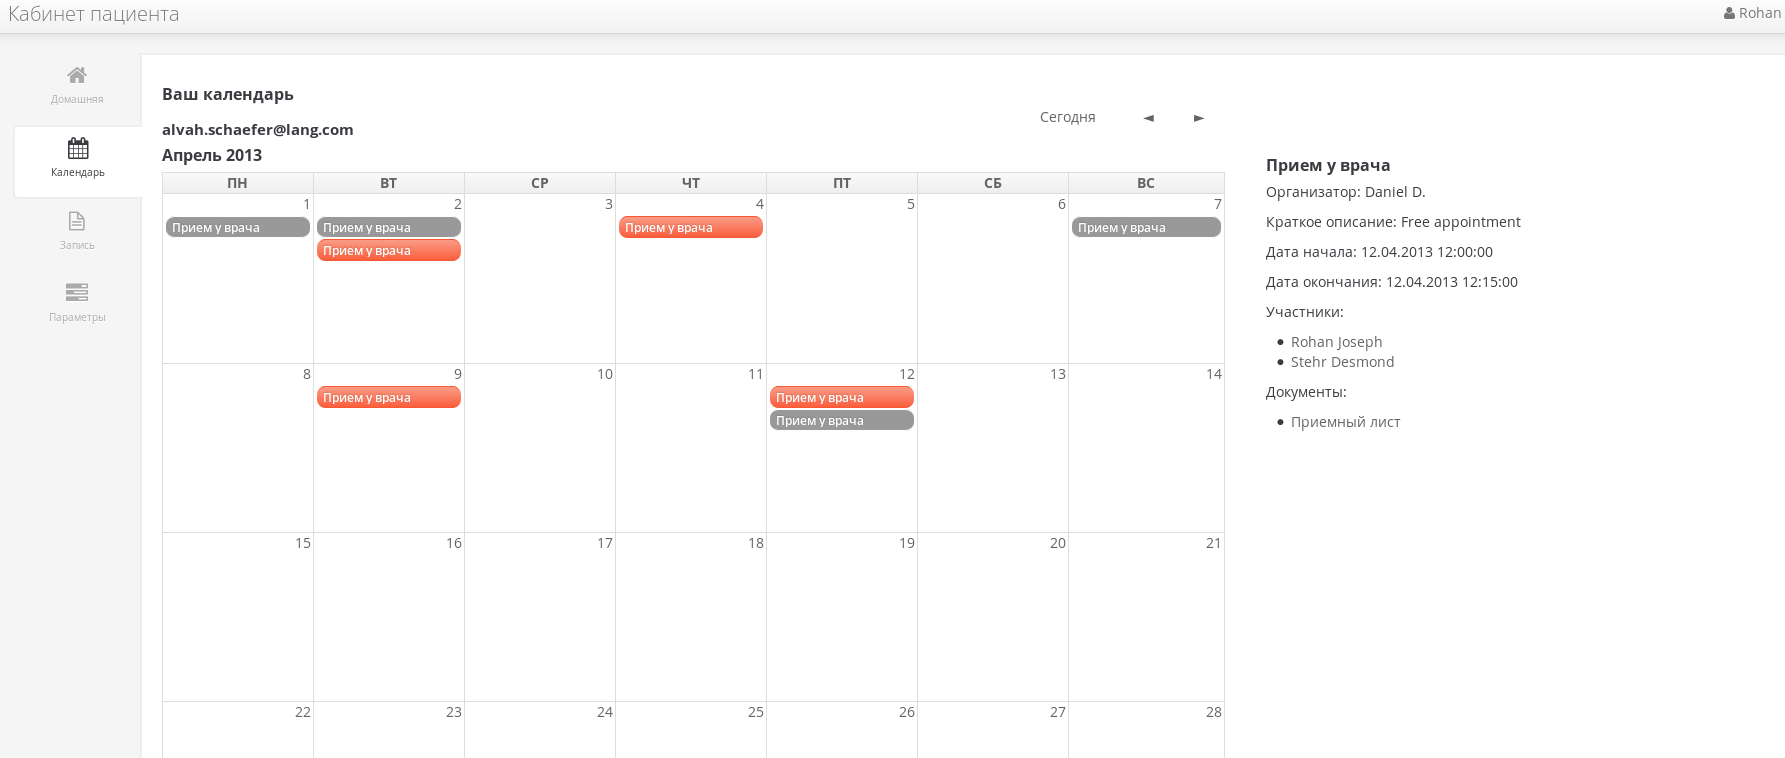 Кабинет пациента
Rohan
Домашняя
Календарь
Запись
Параметры
Ваш календарь
alvah.schaefer@lang.com
Сегодня ◄ ►
Апрель 2013
ПН ВТ СР ЧТ ПТ СБ ВС
1 2 3 4 5 6 7
Прием у врача Прием у врача Прием у врача Прием у врача
Прием у врача
8 9 10 11 12 13 14
Прием у врача Прием у врача
Прием у врача
15 16 17 18 19 20 21
22 23 24 25 26 27 28
Прием у врача
Организатор: Daniel D.
Краткое описание: Free appointment
Дата начала: 12.04.2013 12:00:00
Дата окончания: 12.04.2013 12:15:00
Участники:
• Rohan Joseph
• Stehr Desmond
Документы:
• Приемный лист